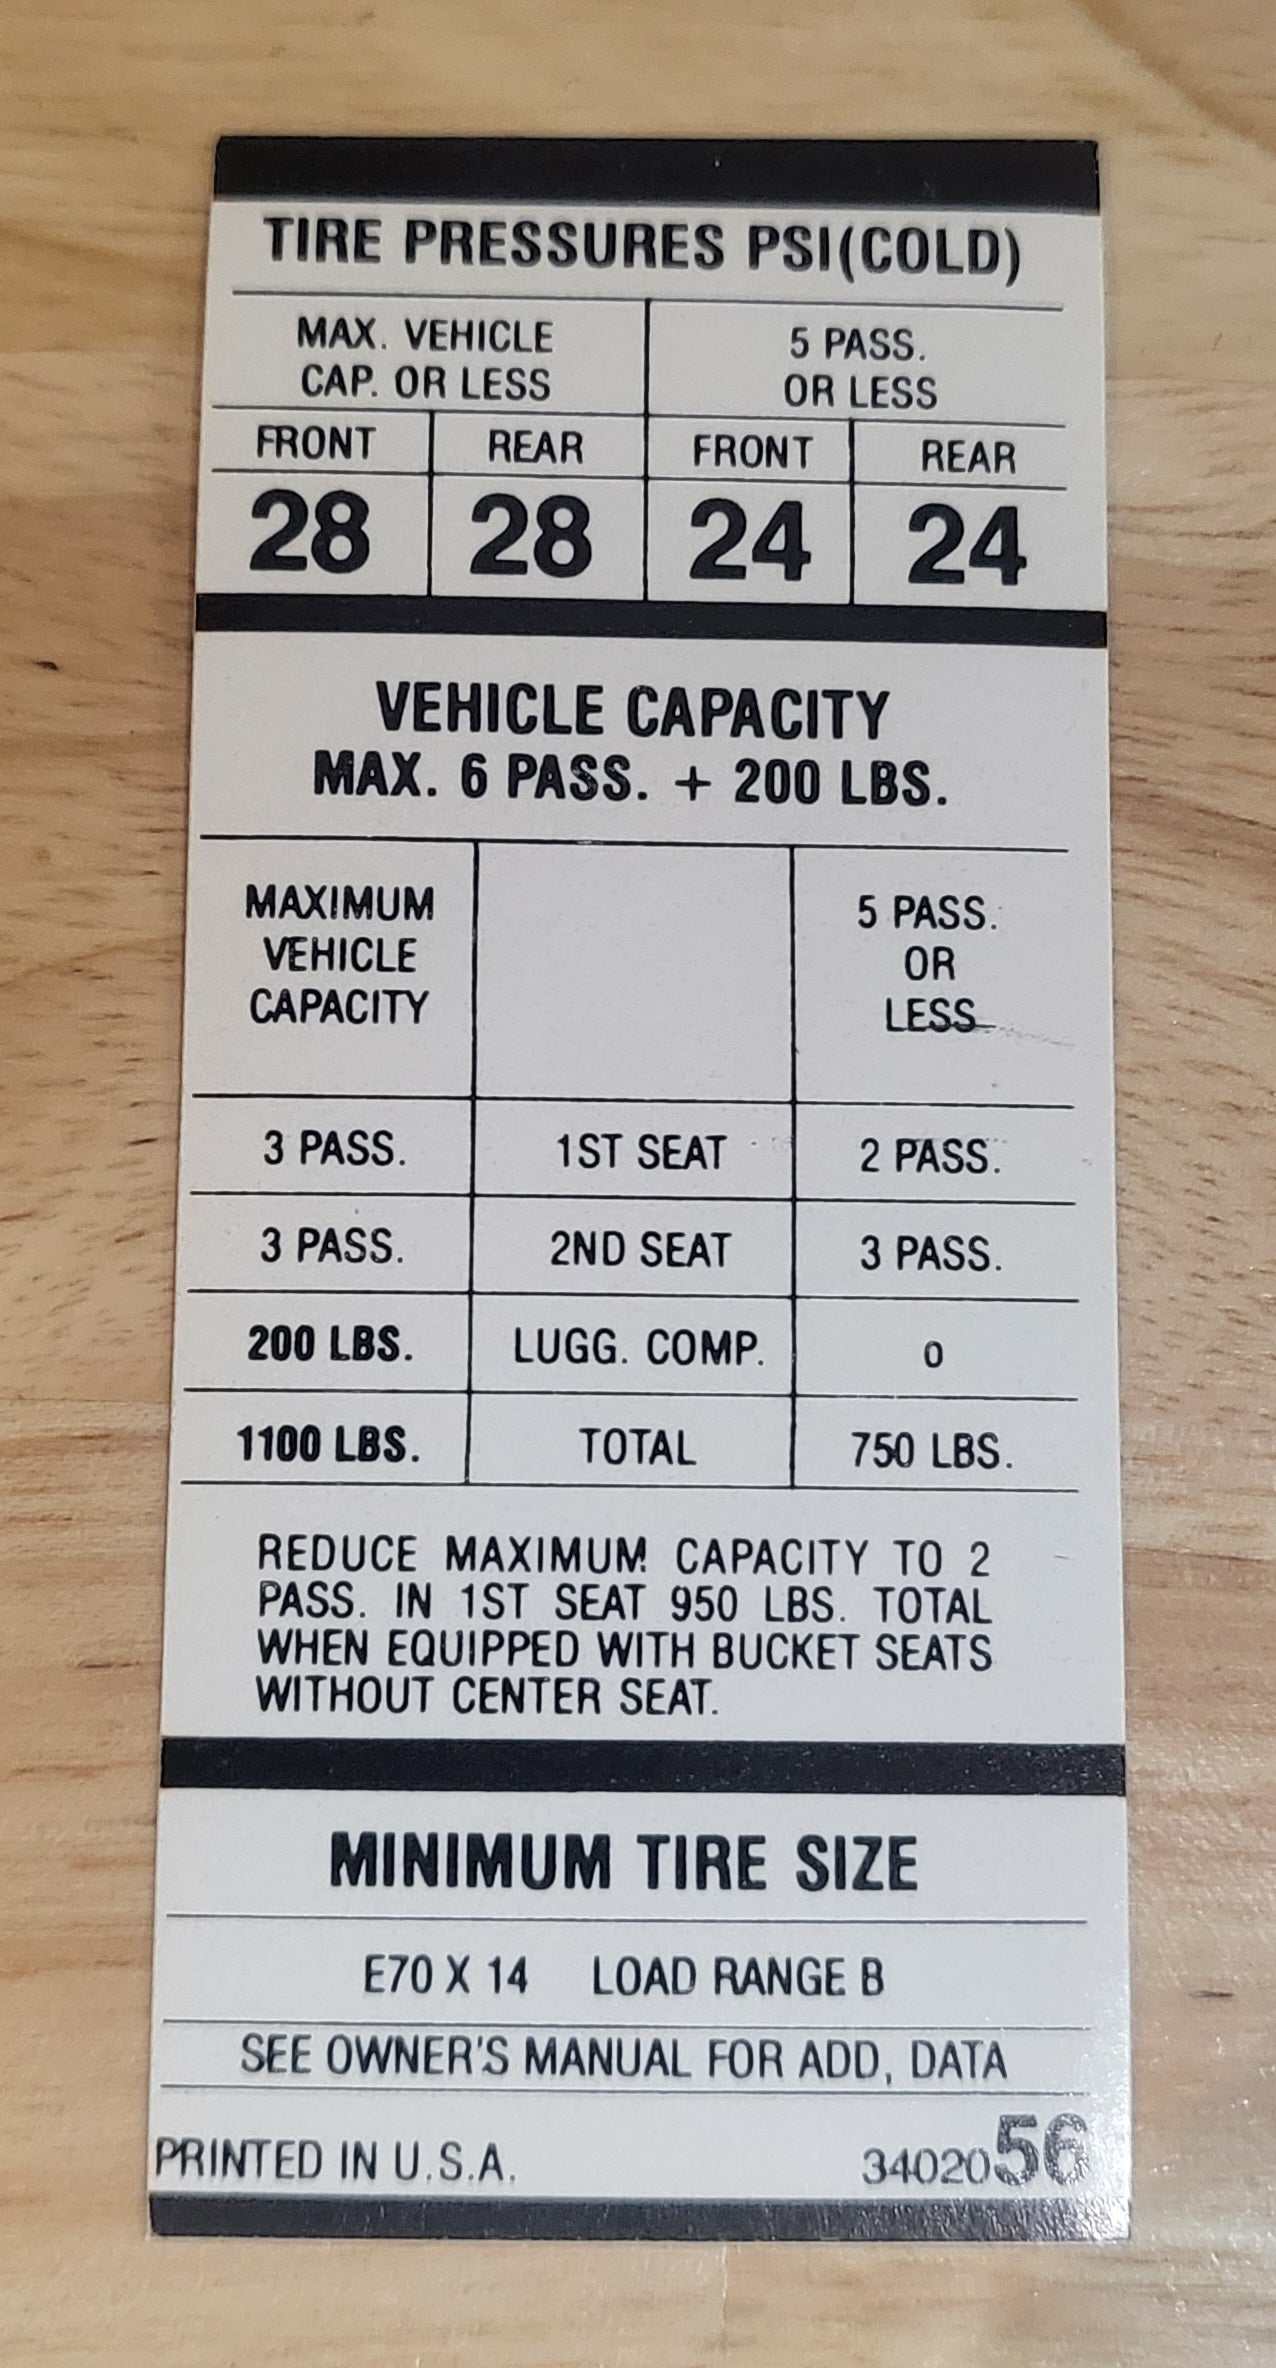 TIRE PRESSURES PSI(COLD)
MAX. VEHICLE
CAP. OR LESS
5 PASS.
OR LESS
FRONT REAR FRONT REAR
28 28 24 24
VEHICLE CAPACITY
MAX. 6 PASS. + 200 LBS.
MAXIMUM
VEHICLE
CAPACITY
5 PASS.
OR
LESS
3 PASS. 1ST SEAT 2 PASS.
3 PASS. 2ND SEAT 3 PASS.
200 LBS. LUGG. COMP. 0
1100 LBS. TOTAL 750 LBS.
REDUCE MAXIMUM CAPACITY TO 2
PASS. IN 1ST SEAT 950 LBS. TOTAL
WHEN EQUIPPED WITH BUCKET SEATS
WITHOUT CENTER SEAT.
MINIMUM TIRE SIZE
E70 X 14 LOAD RANGE B
SEE OWNER'S MANUAL FOR ADD, DATA
PRINTED IN U.S.A. 3402056